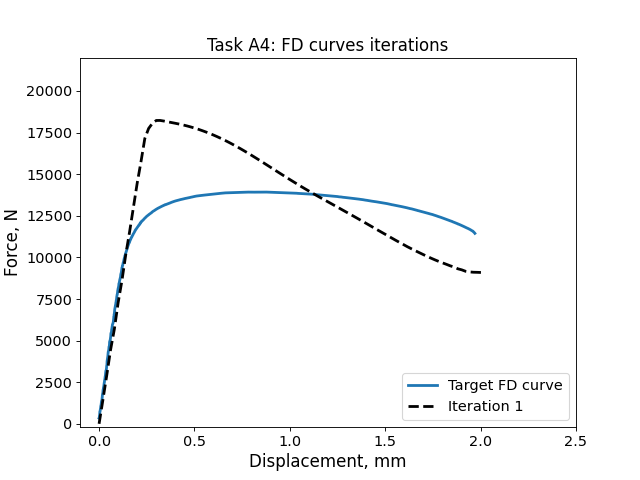 Task A4: FD curves iterations
20000
17500
15000
12500
10000
7500
5000
2500
0
Force, N
0.0 0.5 1.0 1.5 2.0 2.5
Displacement, mm
Target FD curve
Iteration 1